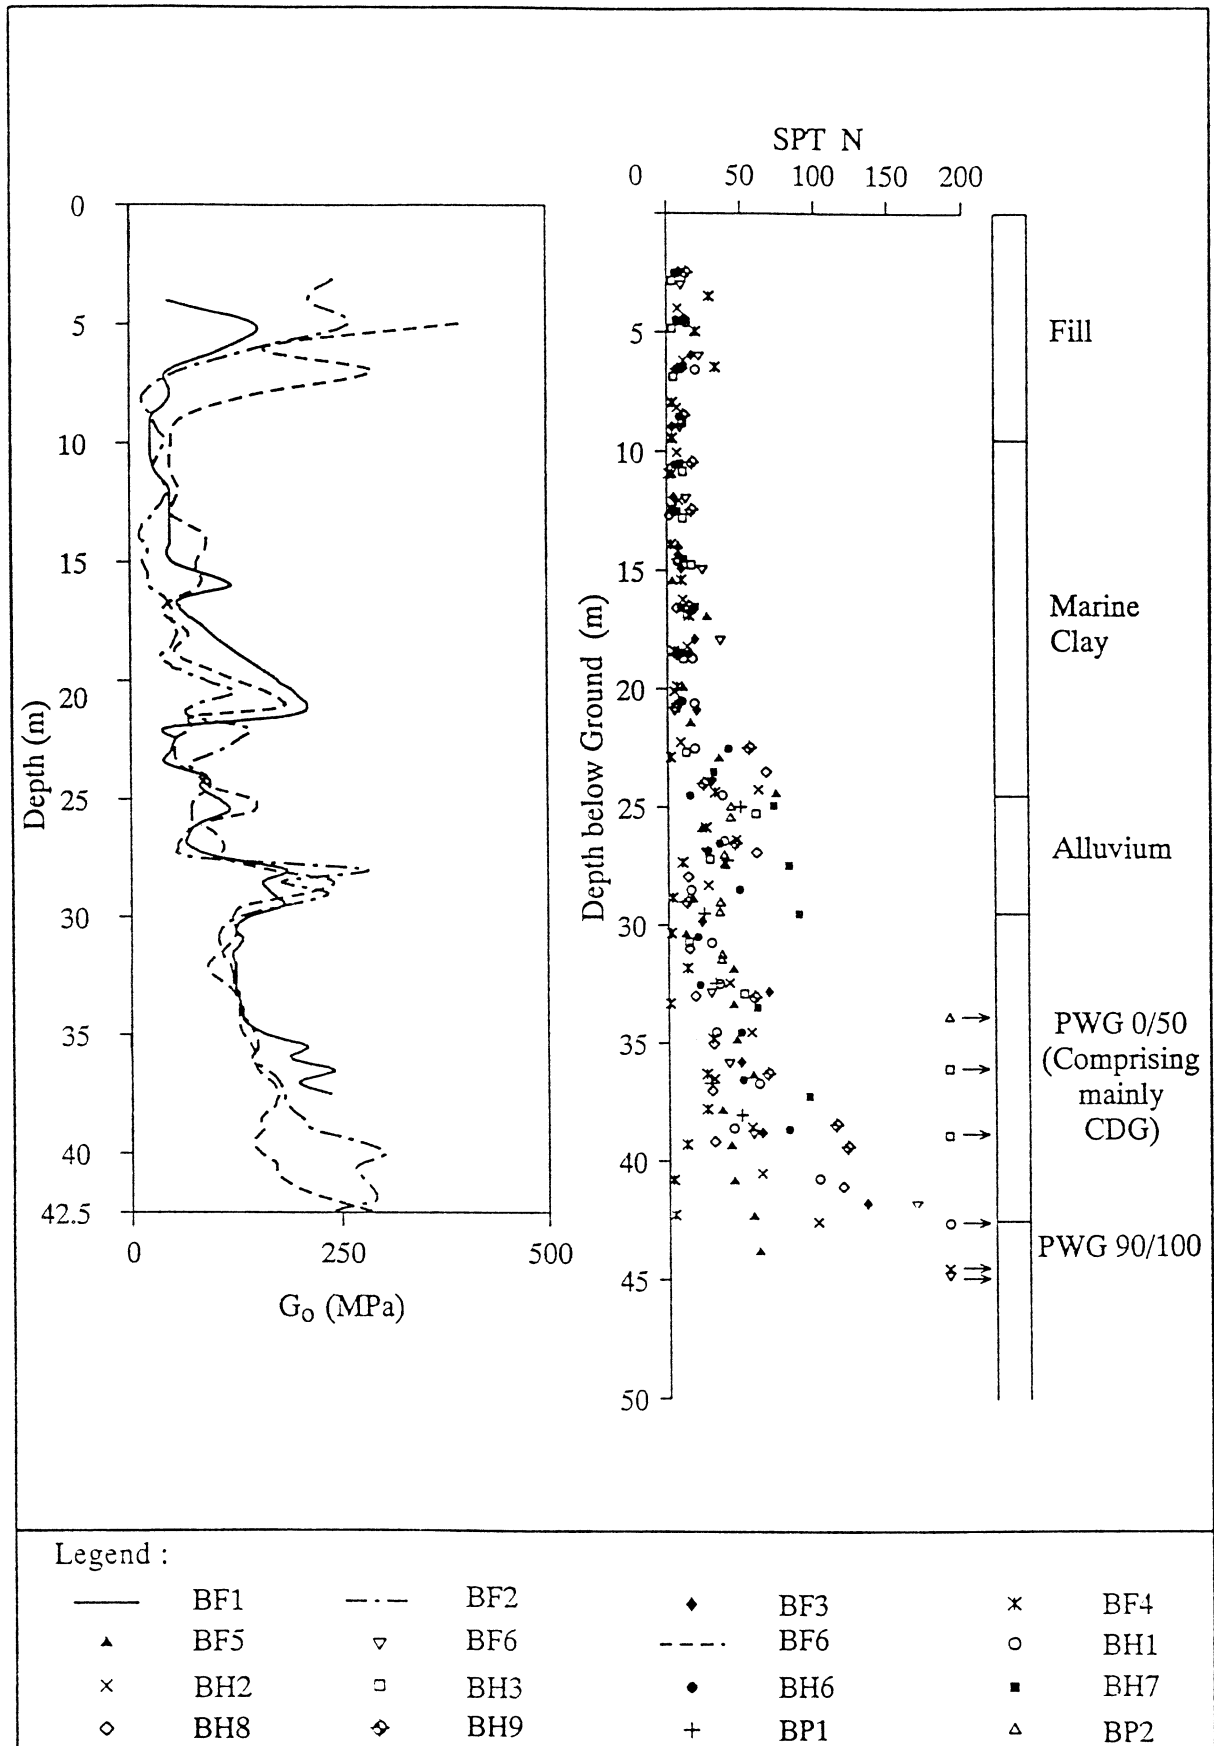 SPT N
0 50 100 150 200
0
5
10
15
20
25
30
35
40
42.5
Depth (m)
0 250 500
G₀ (MPa)
5
10
15
20
25
30
35
40
45
50
Depth below Ground (m)
Fill
Marine
Clay
Alluvium
PWG 0/50
(Comprising
mainly
CDG)
PWG 90/100
Legend :
BF1 BF2 BF3 BF4
BF5 BF6 BF6 BH1
BH2 BH3 BH6 BH7
BH8 BH9 BP1 BP2